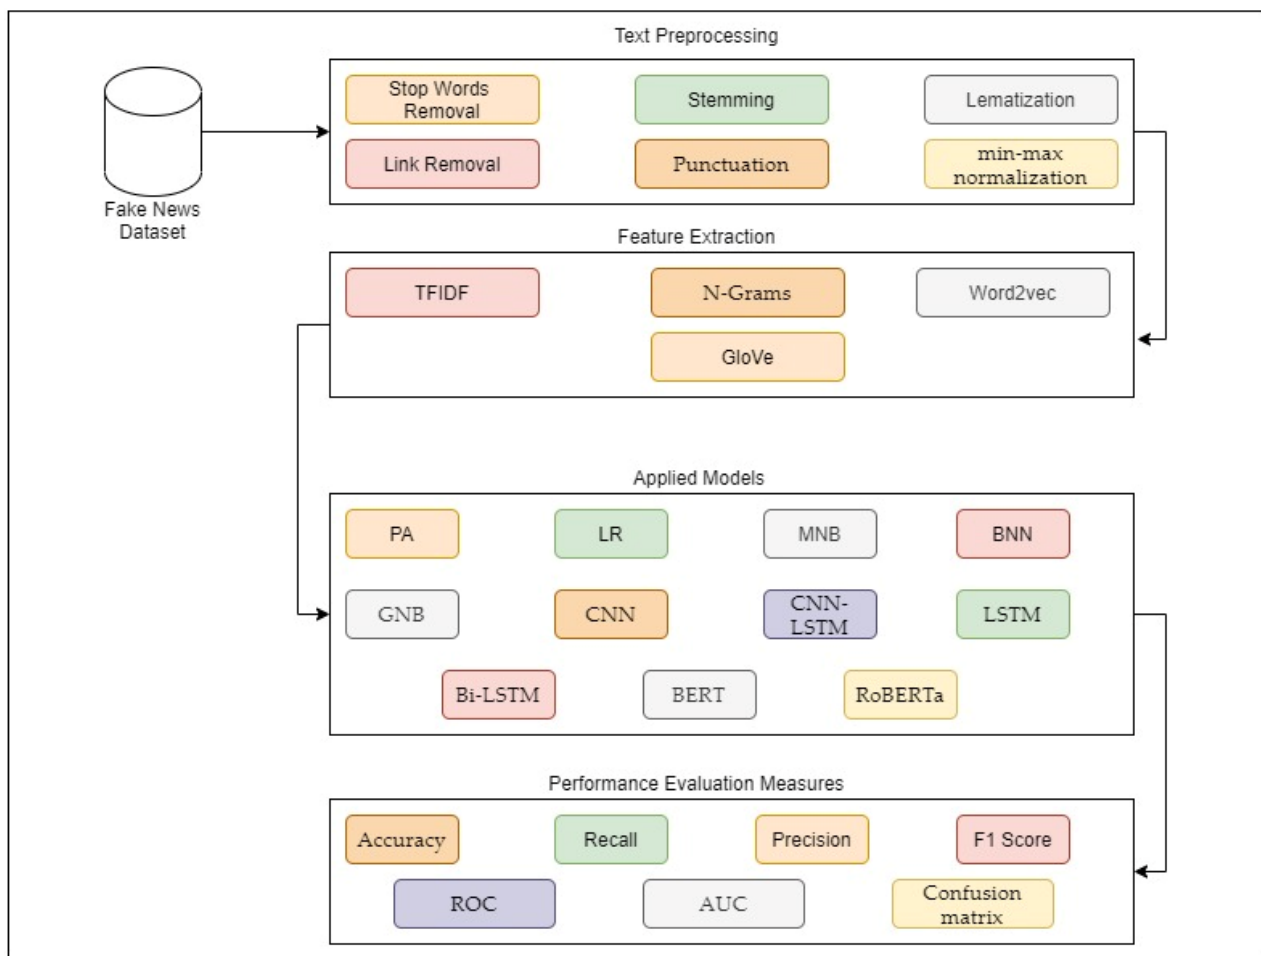 Text Preprocessing
Stop Words
Removal
Stemming
Lematization
Link Removal
Punctuation
min-max
normalization
Fake News
Dataset
Feature Extraction
TFIDF
N-Grams
Word2vec
GloVe
Applied Models
PA
LR
MNB
BNN
GNB
CNN
CNN-
LSTM
LSTM
Bi-LSTM
BERT
RoBERTa
Performance Evaluation Measures
Accuracy
Recall
Precision
F1 Score
ROC
AUC
Confusion
matrix